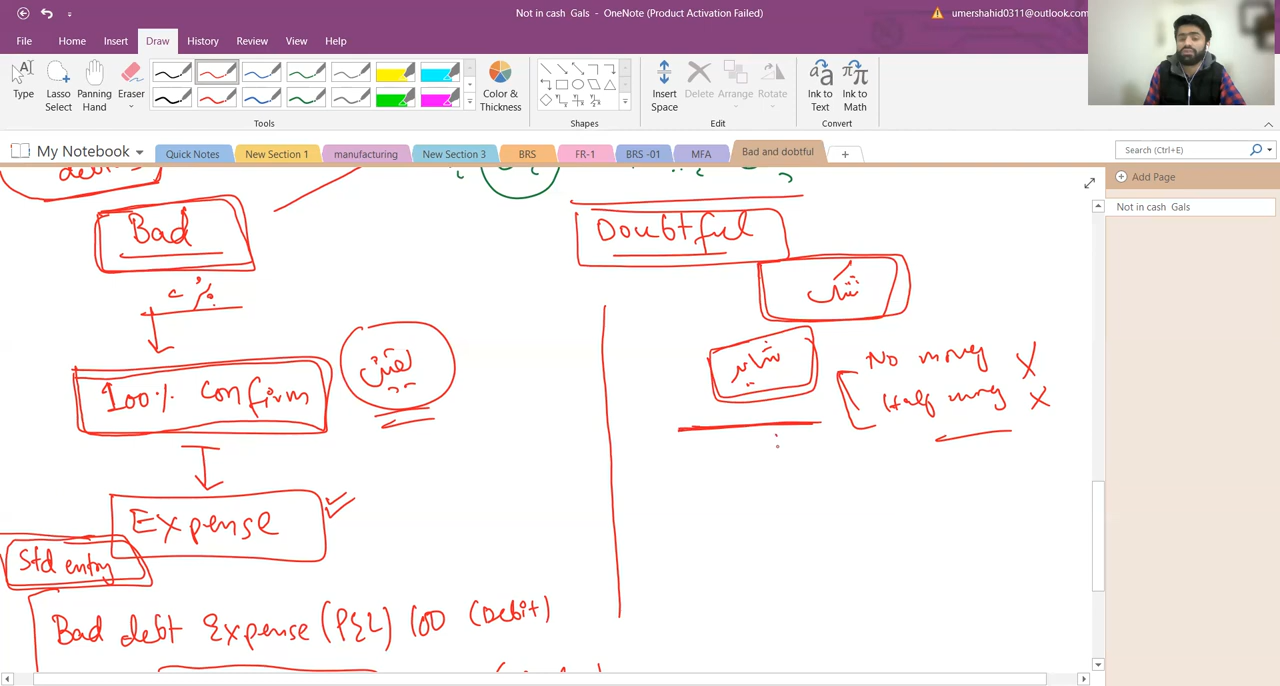 Not in cash  Gals  - OneNote (Product Activation Failed)
umershahid0311@outlook.com
File Home Insert Draw History Review View Help
Type
Lasso Select
Panning Hand
Eraser
Color & Thickness
Insert Space
Delete
Arrange
Rotate
Ink to Text
Ink to Math
Tools
Shapes
Edit
Convert
My Notebook
Quick Notes
New Section 1
manufacturing
New Section 3
BRS
FR-1
BRS -01
MFA
Bad and dobtful
Search (Ctrl+E)
Add Page
Not in cash  Gals
Bad
Doubtful
شک
شاید
No money X
Half money X
100% confirm
یقین
Expense
Std entry
Bad debt Expense (P&L) 100 (Debit)